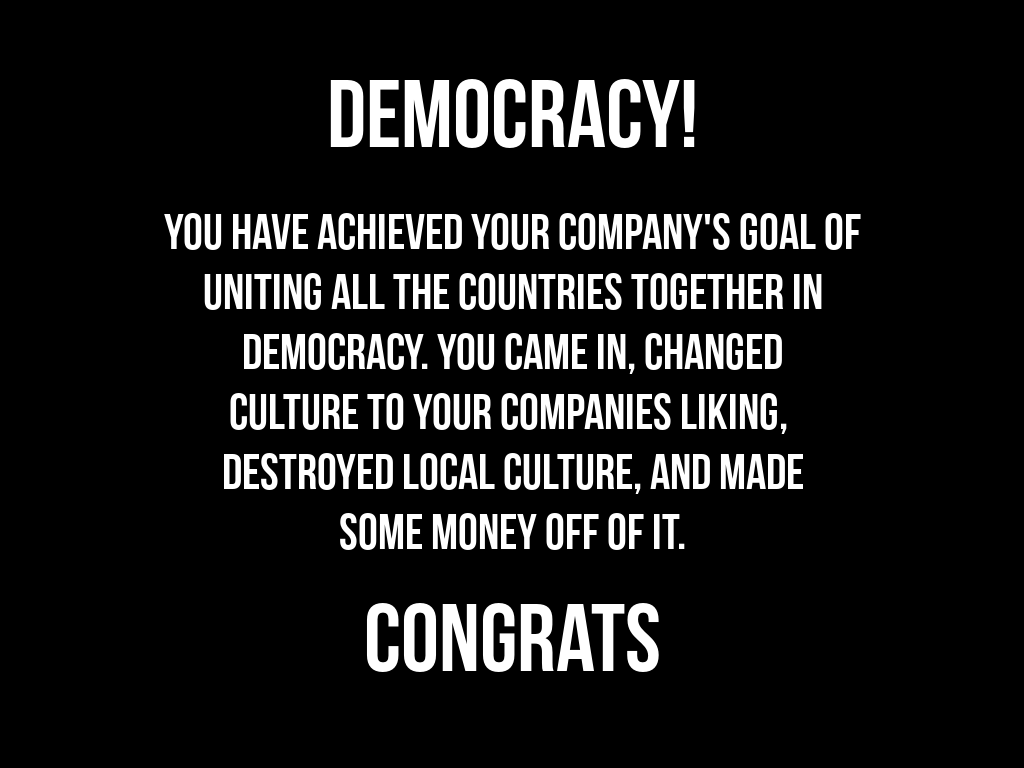 DEMOCRACY!
YOU HAVE ACHIEVED YOUR COMPANY'S GOAL OF
UNITING ALL THE COUNTRIES TOGETHER IN
DEMOCRACY. YOU CAME IN, CHANGED
CULTURE TO YOUR COMPANIES LIKING,
DESTROYED LOCAL CULTURE, AND MADE
SOME MONEY OFF OF IT.
CONGRATS